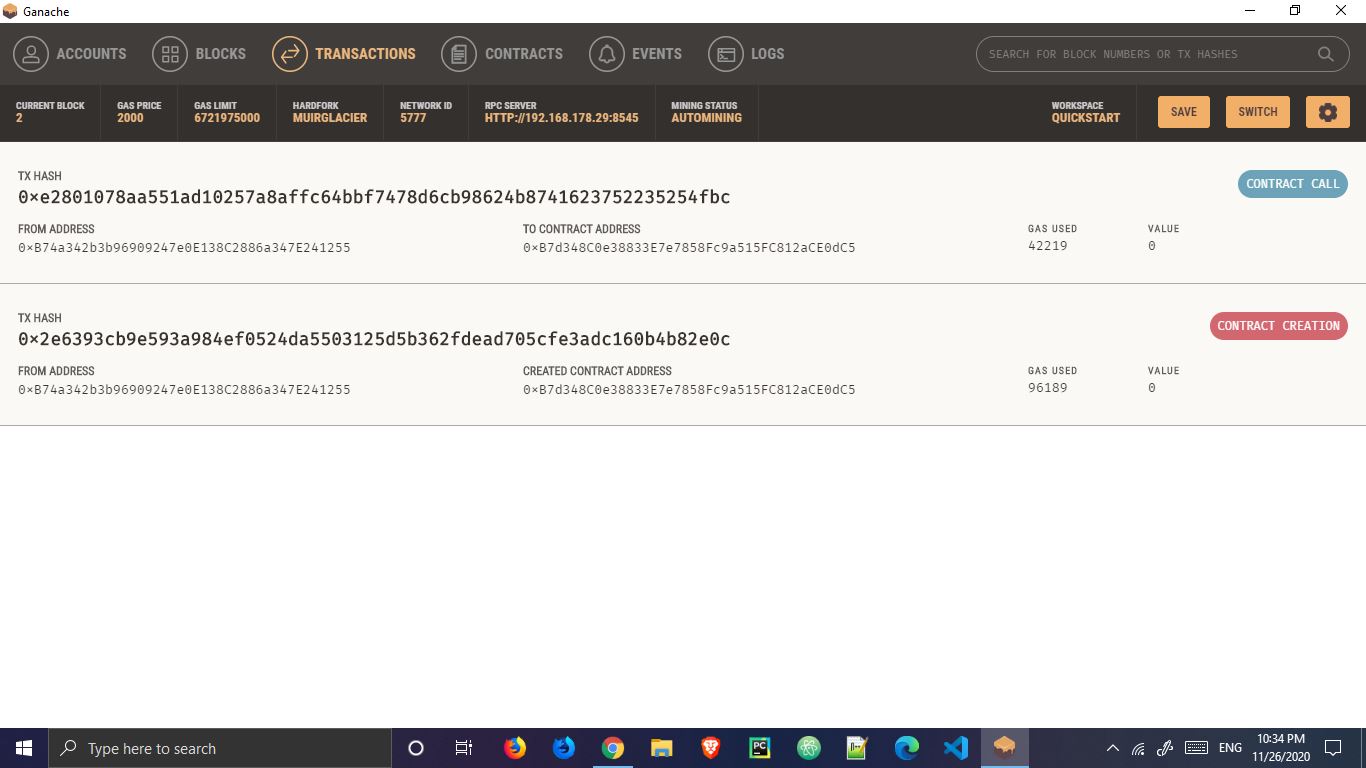 Ganache
ACCOUNTS BLOCKS TRANSACTIONS CONTRACTS EVENTS LOGS SEARCH FOR BLOCK NUMBERS OR TX HASHES
CURRENT BLOCK GAS PRICE GAS LIMIT HARDFORK NETWORK ID RPC SERVER MINING STATUS WORKSPACE
2 2000 6721975000 MUIRGLACIER 5777 HTTP://192.168.178.29:8545 AUTOMINING QUICKSTART SAVE SWITCH
TX HASH
0×e2801078aa551ad10257a8affc64bbf7478d6cb98624b8741623752235254fbc CONTRACT CALL
FROM ADDRESS TO CONTRACT ADDRESS GAS USED VALUE
0×B74a342b3b96909247e0E138C2886a347E241255 0×B7d348C0e38833E7e7858Fc9a515FC812aCE0dC5 42219 0
TX HASH
0×2e6393cb9e593a984ef0524da5503125d5b362fdead705cfe3adc160b4b82e0c CONTRACT CREATION
FROM ADDRESS CREATED CONTRACT ADDRESS GAS USED VALUE
0×B74a342b3b96909247e0E138C2886a347E241255 0×B7d348C0e38833E7e7858Fc9a515FC812aCE0dC5 96189 0
Type here to search PC ENG 10:34 PM
11/26/2020